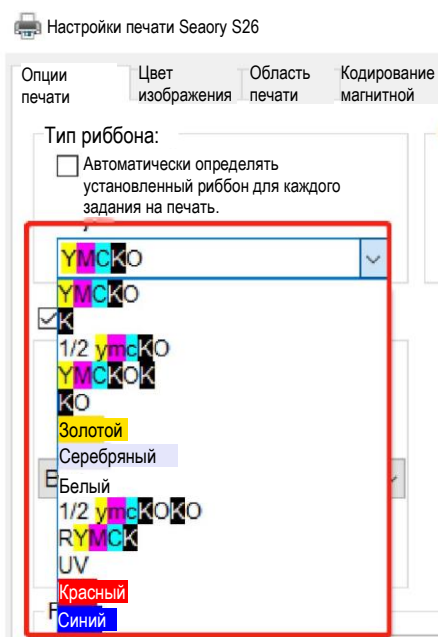 Настройки печати Seaory S26
Опции печати
Цвет изображения
Область печати
Кодирование магнитной
Тип риббона:
Автоматически определять
установленный риббон для каждого
задания на печать.
YMCKO
YMCKO
K
1/2 ymcKO
YMCKOK
KO
Золотой
Серебряный
Белый
1/2 ymcKOKO
RYMCK
UV
Красный
Синий